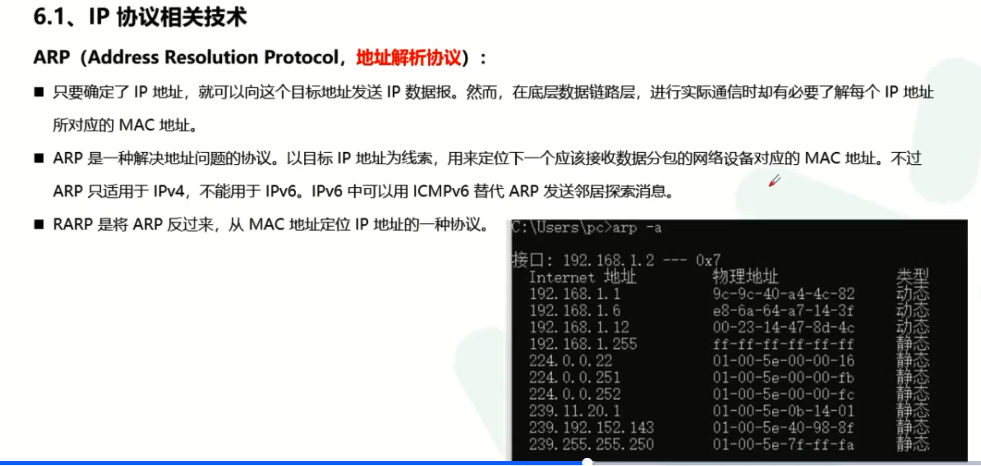 6.1、IP 协议相关技术
ARP（Address Resolution Protocol，地址解析协议）：
■ 只要确定了 IP 地址，就可以向这个目标地址发送 IP 数据报。然而，在底层数据链路层，进行实际通信时却有必要了解每个 IP 地址
所对应的 MAC 地址。
■ ARP 是一种解决地址问题的协议。以目标 IP 地址为线索，用来定位下一个应该接收数据分包的网络设备对应的 MAC 地址。不过
ARP 只适用于 IPv4，不能用于 IPv6。IPv6 中可以用 ICMPv6 替代 ARP 发送邻居探索消息。
■ RARP 是将 ARP 反过来，从 MAC 地址定位 IP 地址的一种协议。
C:\Users\pc>arp -a
接口: 192.168.1.2 --- 0x7
Internet 地址 物理地址 类型
192.168.1.1 9c-9c-40-a4-4c-82 动态
192.168.1.6 e8-6a-64-a7-14-3f 动态
192.168.1.12 00-23-14-47-8d-4c 动态
192.168.1.255 ff-ff-ff-ff-ff-ff 静态
224.0.0.22 01-00-5e-00-00-16 静态
224.0.0.251 01-00-5e-00-00-fb 静态
224.0.0.252 01-00-5e-00-00-fc 静态
239.11.20.1 01-00-5e-0b-14-01 静态
239.192.152.143 01-00-5e-40-98-8f 静态
239.255.255.250 01-00-5e-7f-ff-fa 静态